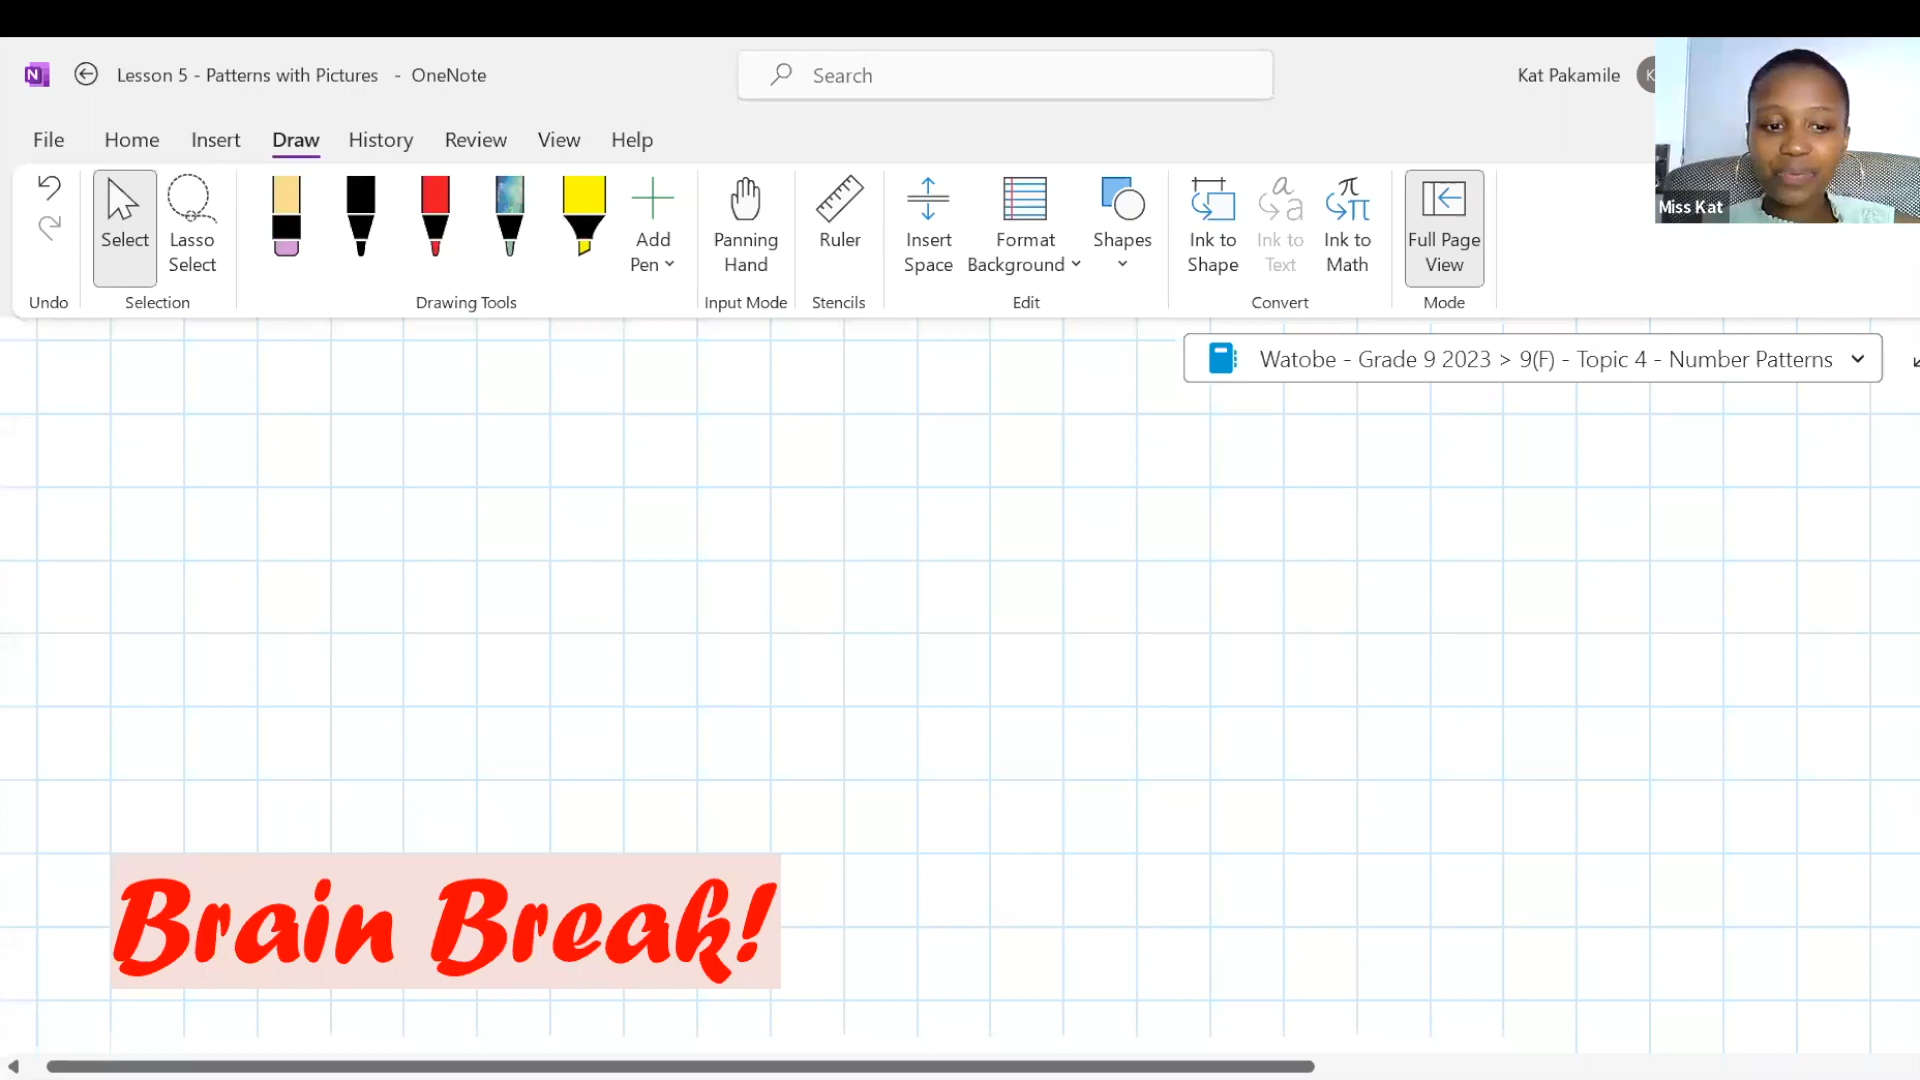 N Lesson 5 - Patterns with Pictures - OneNote
Search
Kat Pakamile K
File Home Insert Draw History Review View Help
Miss Kat
Select
Lasso
Select
Add
Pen
Panning
Hand
Ruler
Insert
Space
Format
Background
Shapes
Ink to
Shape
Ink to
Text
Ink to
Math
Full Page
View
Undo Selection Drawing Tools Input Mode Stencils Edit Convert Mode
Watobe - Grade 9 2023 > 9(F) - Topic 4 - Number Patterns
Brain Break!